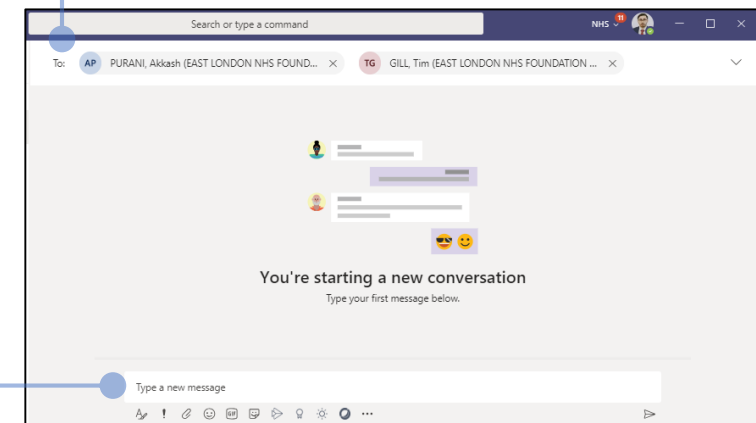 Search or type a command
NHS 11
To: AP PURANI, Akkash (EAST LONDON NHS FOUND... TG GILL, Tim (EAST LONDON NHS FOUNDATION ...
You're starting a new conversation
Type your first message below.
Type a new message
GIF